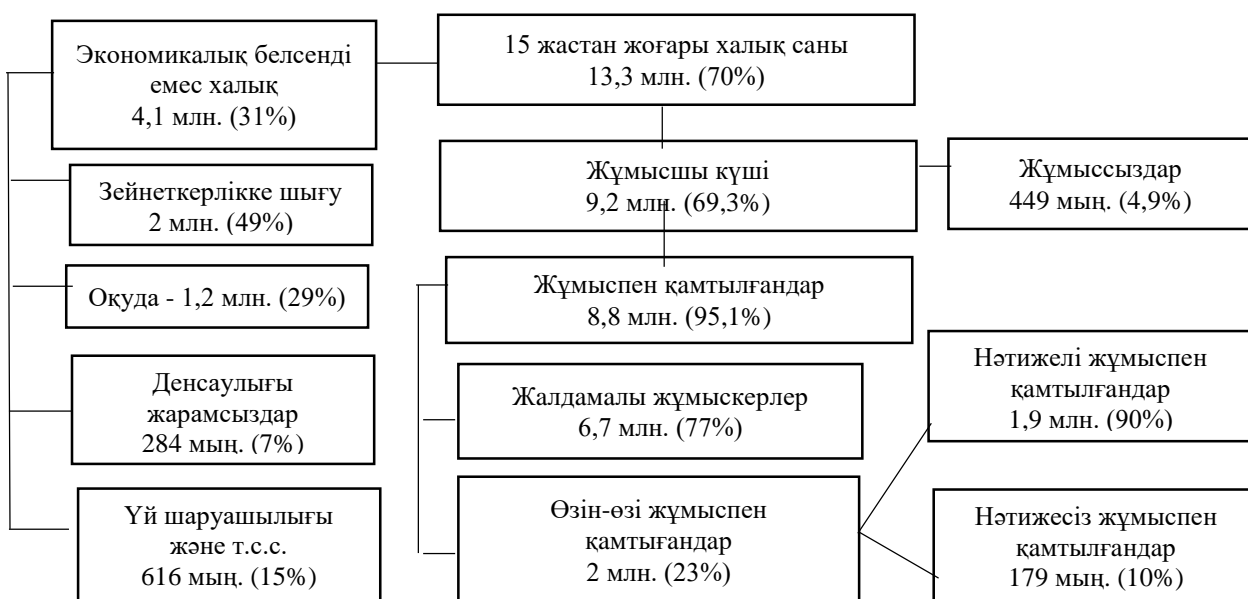 Экономикалық белсенді
емес халық
4,1 млн. (31%)
15 жастан жоғары халық саны
13,3 млн. (70%)
Зейнеткерлікке шығу
2 млн. (49%)
Жұмысшы күші
9,2 млн. (69,3%)
Жұмыссыздар
449 мың. (4,9%)
Оқуда - 1,2 млн. (29%)
Жұмыспен қамтылғандар
8,8 млн. (95,1%)
Денсаулығы
жарамсыздар
284 мың. (7%)
Жалдамалы жұмыскерлер
6,7 млн. (77%)
Нәтижелі жұмыспен
қамтылғандар
1,9 млн. (90%)
Үй шаруашылығы
және т.с.с.
616 мың. (15%)
Өзін-өзі жұмыспен
қамтығандар
2 млн. (23%)
Нәтижесіз жұмыспен
қамтылғандар
179 мың. (10%)